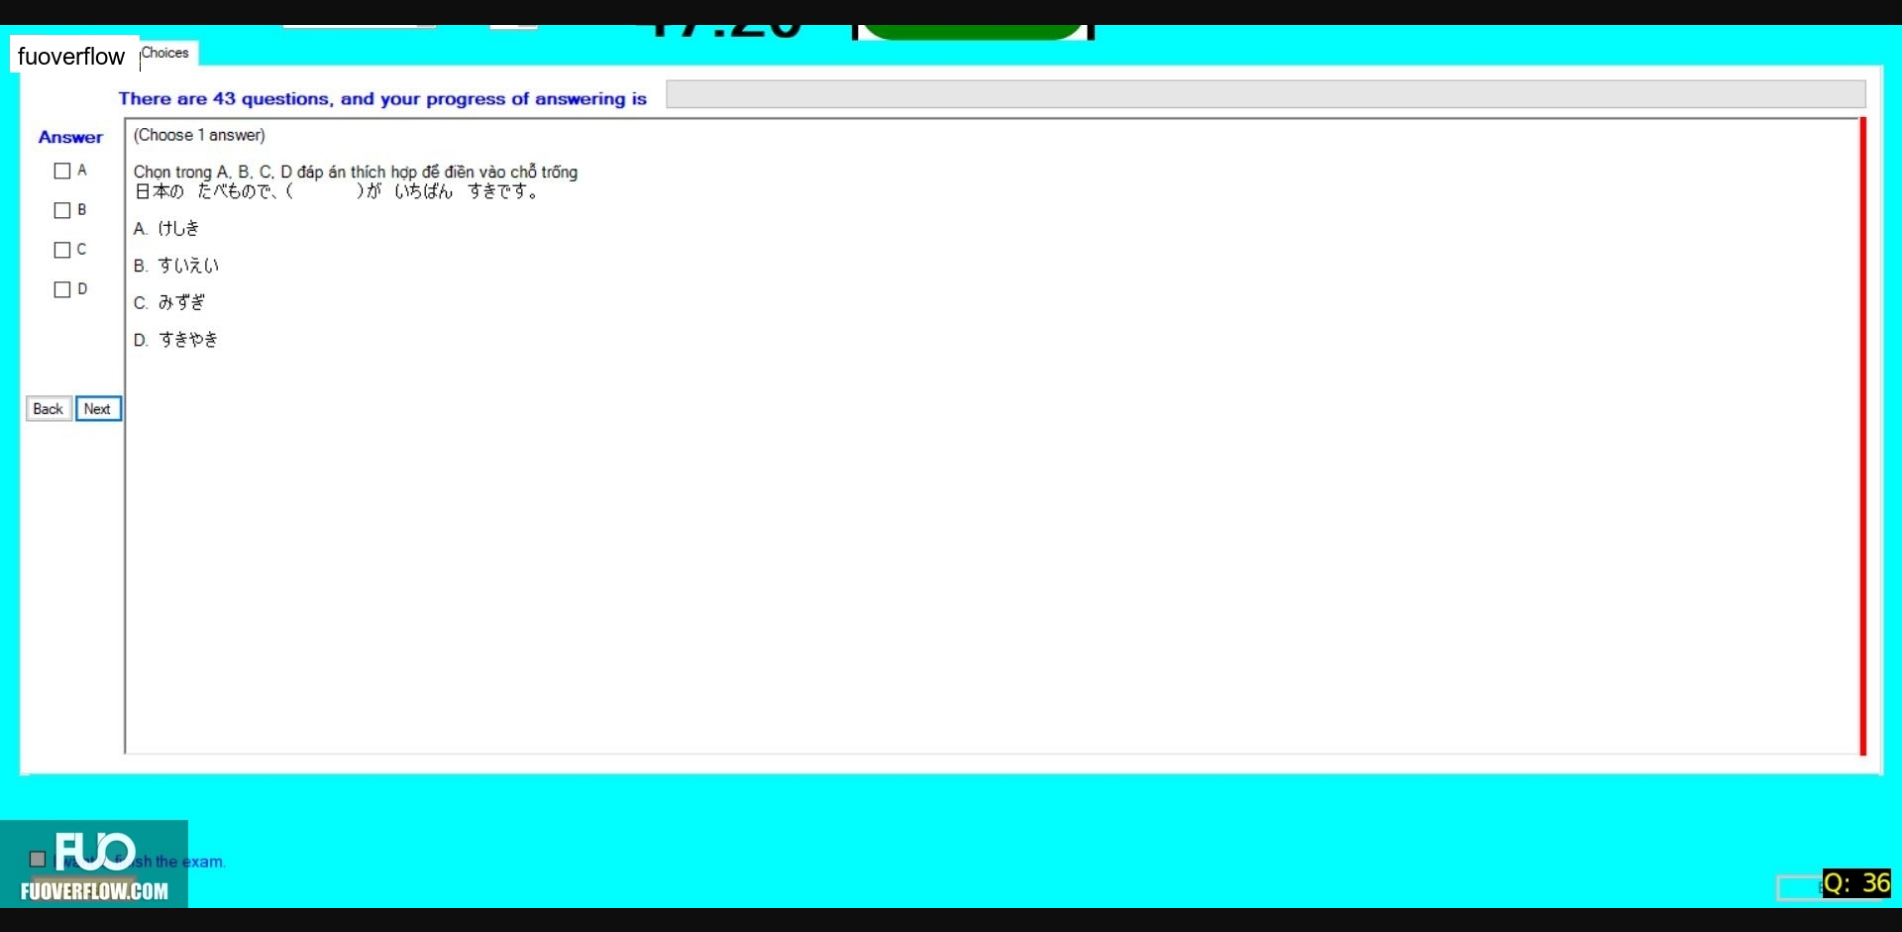 fuoverflow
Choices
There are 43 questions, and your progress of answering is
Answer
A
B
C
D
Back
Next
(Choose 1 answer)
Chọn trong A, B, C, D đáp án thích hợp để điền vào chỗ trống
日本の たべもので、( )が いちばん すきです。
A. けしき
B. すいえい
C. みずぎ
D. すきやき
FUO
the exam.
FUOVERFLOW.COM
Q: 36